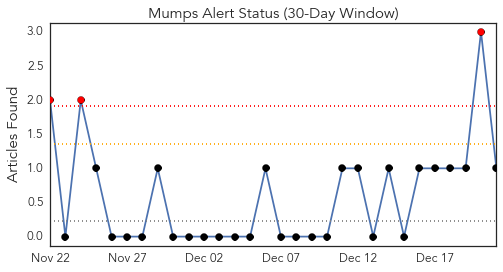 Mumps Alert Status (30-Day Window)
Articles Found
3.0
2.5
2.0
1.5
1.0
0.5
0.0
Nov 22
Nov 27
Dec 02
Dec 07
Dec 12
Dec 17